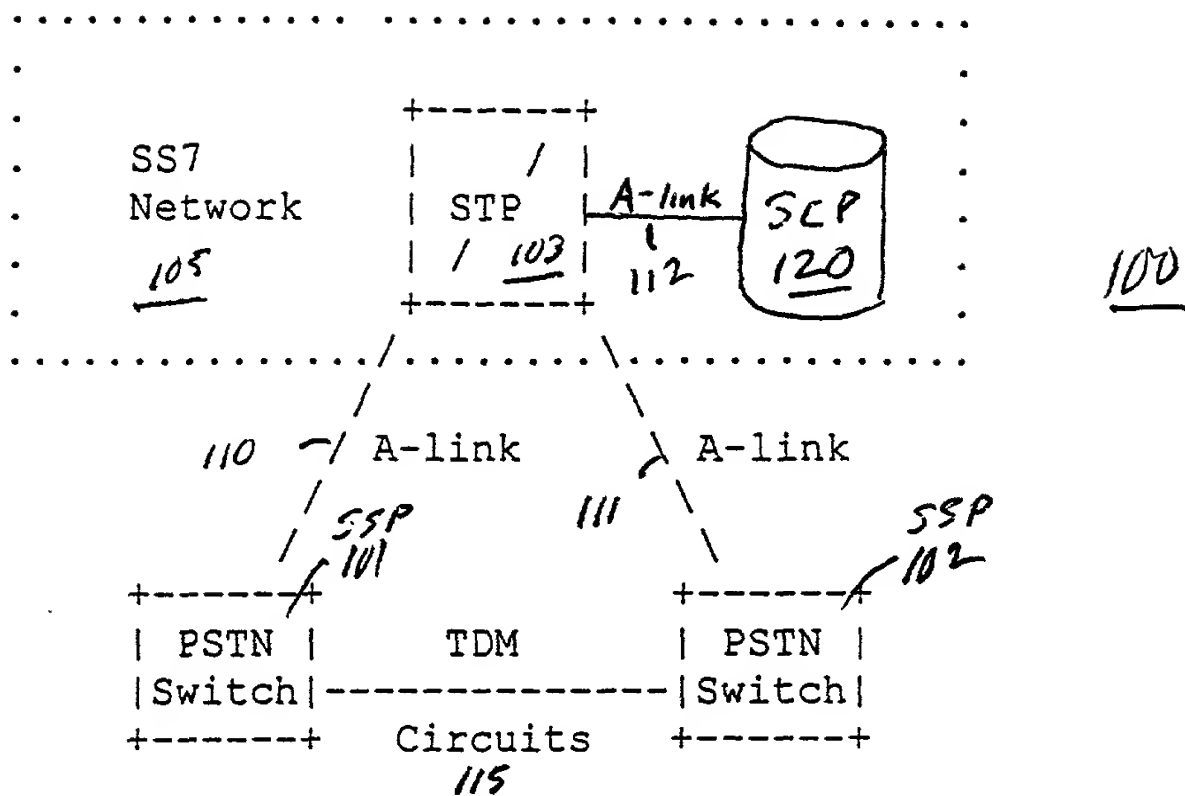 SS7
Network
105
STP
103
A-link
112
SCP
120
100
110
A-link
111
A-link
SSP
101
SSP
102
PSTN
Switch
TDM
Circuits
115
PSTN
Switch